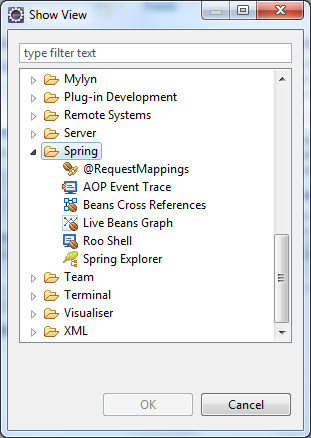 Show View
type filter text
Mylyn
Plug-in Development
Remote Systems
Server
Spring
@RequestMappings
AOP Event Trace
Beans Cross References
Live Beans Graph
Roo Shell
Spring Explorer
Team
Terminal
Visualiser
XML
OK
Cancel